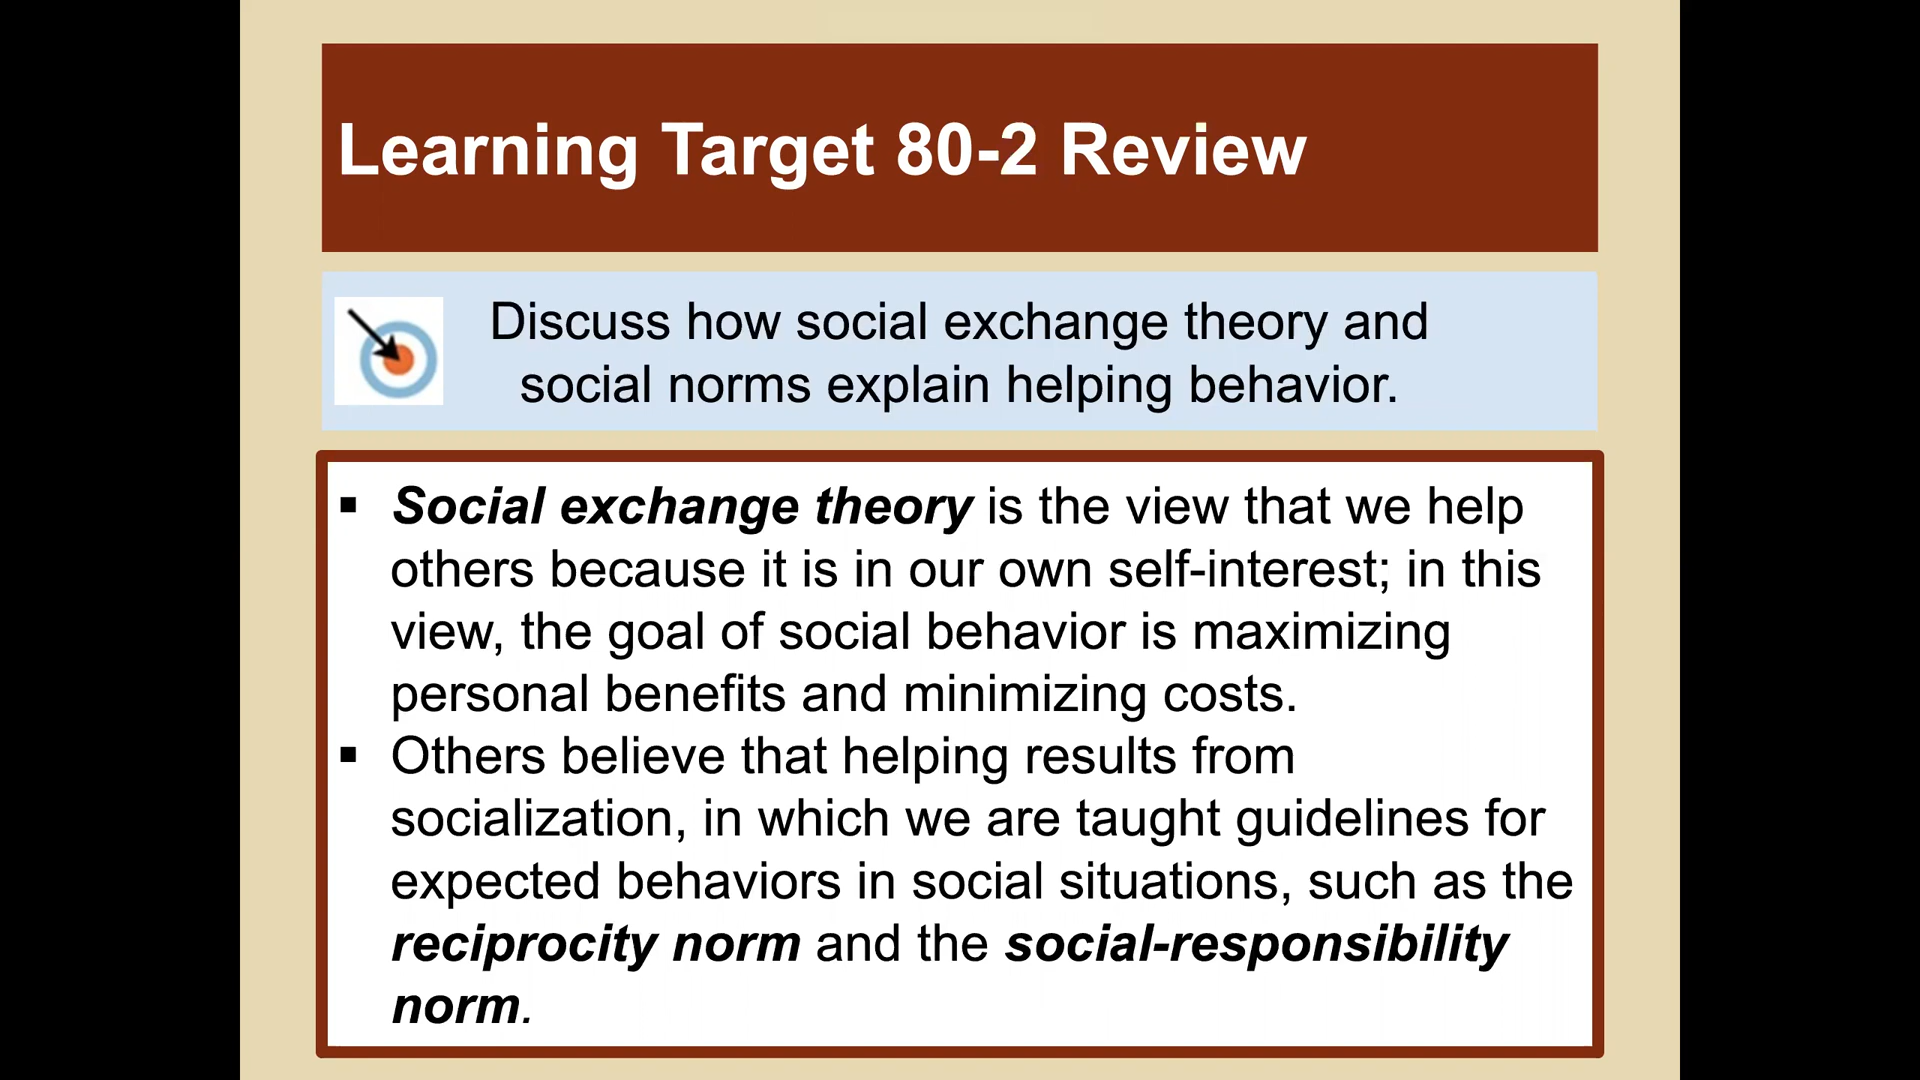 Learning Target 80-2 Review
Discuss how social exchange theory and
social norms explain helping behavior.
▪ Social exchange theory is the view that we help
others because it is in our own self-interest; in this
view, the goal of social behavior is maximizing
personal benefits and minimizing costs.
▪ Others believe that helping results from
socialization, in which we are taught guidelines for
expected behaviors in social situations, such as the
reciprocity norm and the social-responsibility
norm.